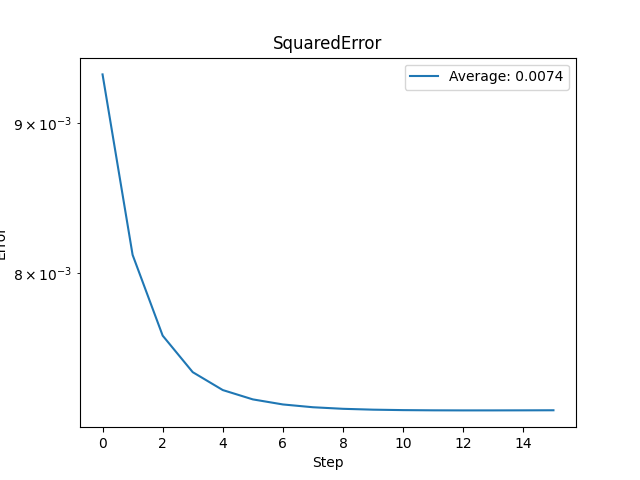 SquaredError
Average: 0.0074
9 × 10⁻³
8 × 10⁻³
Error
0 2 4 6 8 10 12 14
Step